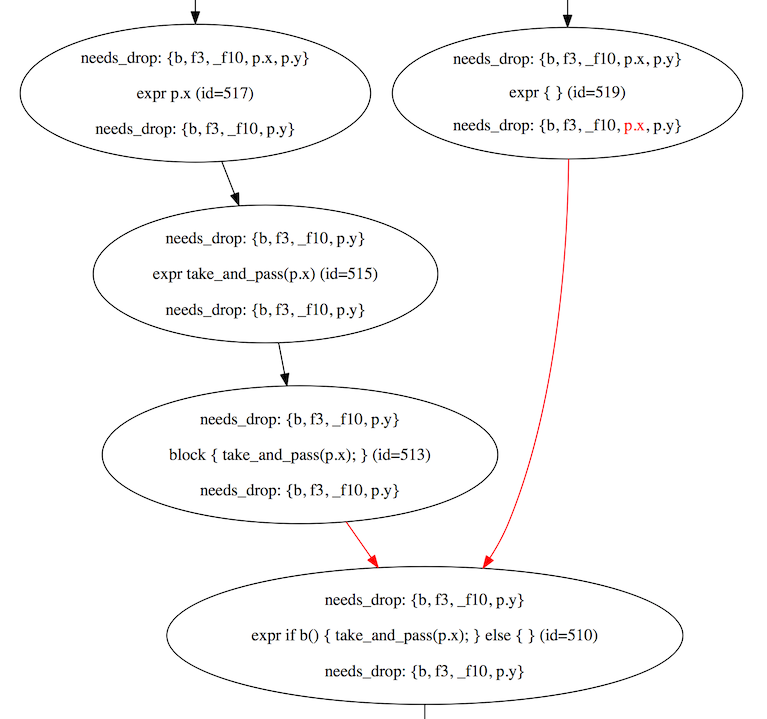 needs_drop: {b, f3, _f10, p.x, p.y}
expr p.x (id=517)
needs_drop: {b, f3, _f10, p.y}
needs_drop: {b, f3, _f10, p.x, p.y}
expr { } (id=519)
needs_drop: {b, f3, _f10, p.x, p.y}
needs_drop: {b, f3, _f10, p.y}
expr take_and_pass(p.x) (id=515)
needs_drop: {b, f3, _f10, p.y}
needs_drop: {b, f3, _f10, p.y}
block { take_and_pass(p.x); } (id=513)
needs_drop: {b, f3, _f10, p.y}
needs_drop: {b, f3, _f10, p.y}
expr if b() { take_and_pass(p.x); } else { } (id=510)
needs_drop: {b, f3, _f10, p.y}